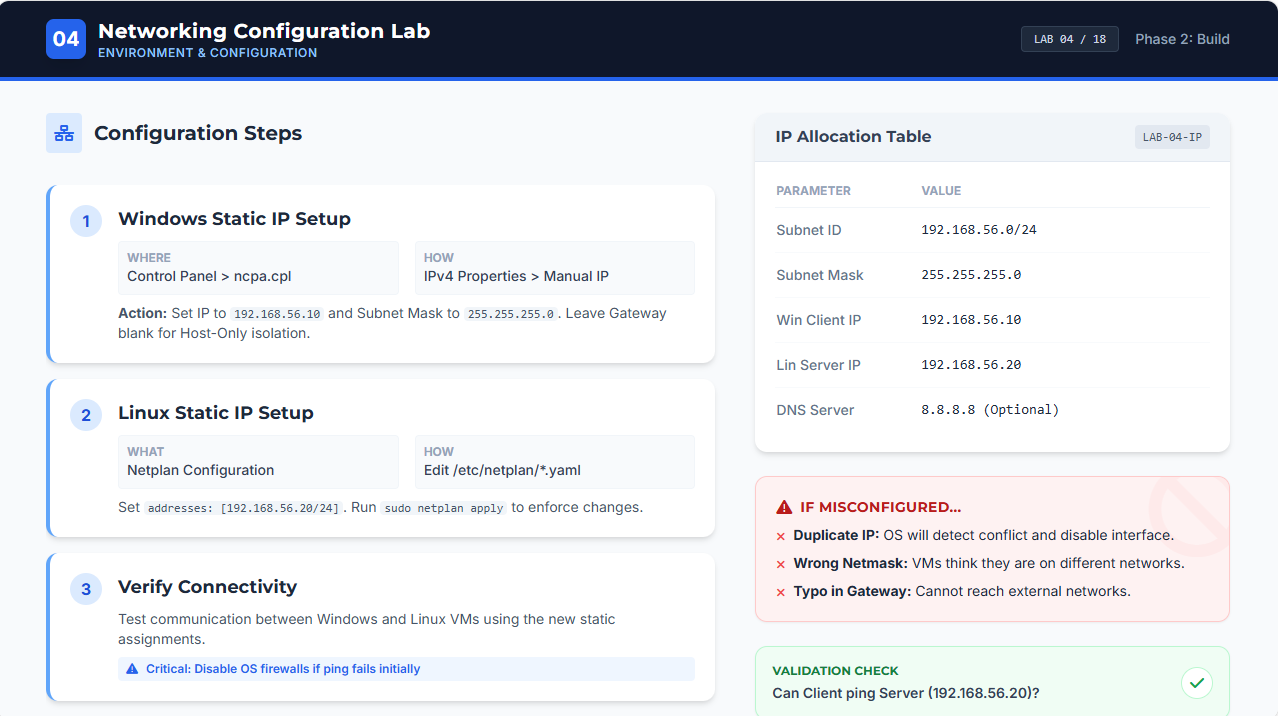 04
Networking Configuration Lab
ENVIRONMENT & CONFIGURATION
LAB 04 / 18
Phase 2: Build
Configuration Steps
1
Windows Static IP Setup
WHERE
Control Panel > ncpa.cpl
HOW
IPv4 Properties > Manual IP
Action: Set IP to 192.168.56.10 and Subnet Mask to 255.255.255.0. Leave Gateway
blank for Host-Only isolation.
2
Linux Static IP Setup
WHAT
Netplan Configuration
HOW
Edit /etc/netplan/*.yaml
Set addresses: [192.168.56.20/24]. Run sudo netplan apply to enforce changes.
3
Verify Connectivity
Test communication between Windows and Linux VMs using the new static
assignments.
Critical: Disable OS firewalls if ping fails initially
IP Allocation Table
LAB-04-IP
PARAMETER VALUE
Subnet ID 192.168.56.0/24
Subnet Mask 255.255.255.0
Win Client IP 192.168.56.10
Lin Server IP 192.168.56.20
DNS Server 8.8.8.8 (Optional)
IF MISCONFIGURED...
Duplicate IP: OS will detect conflict and disable interface.
Wrong Netmask: VMs think they are on different networks.
Typo in Gateway: Cannot reach external networks.
VALIDATION CHECK
Can Client ping Server (192.168.56.20)?